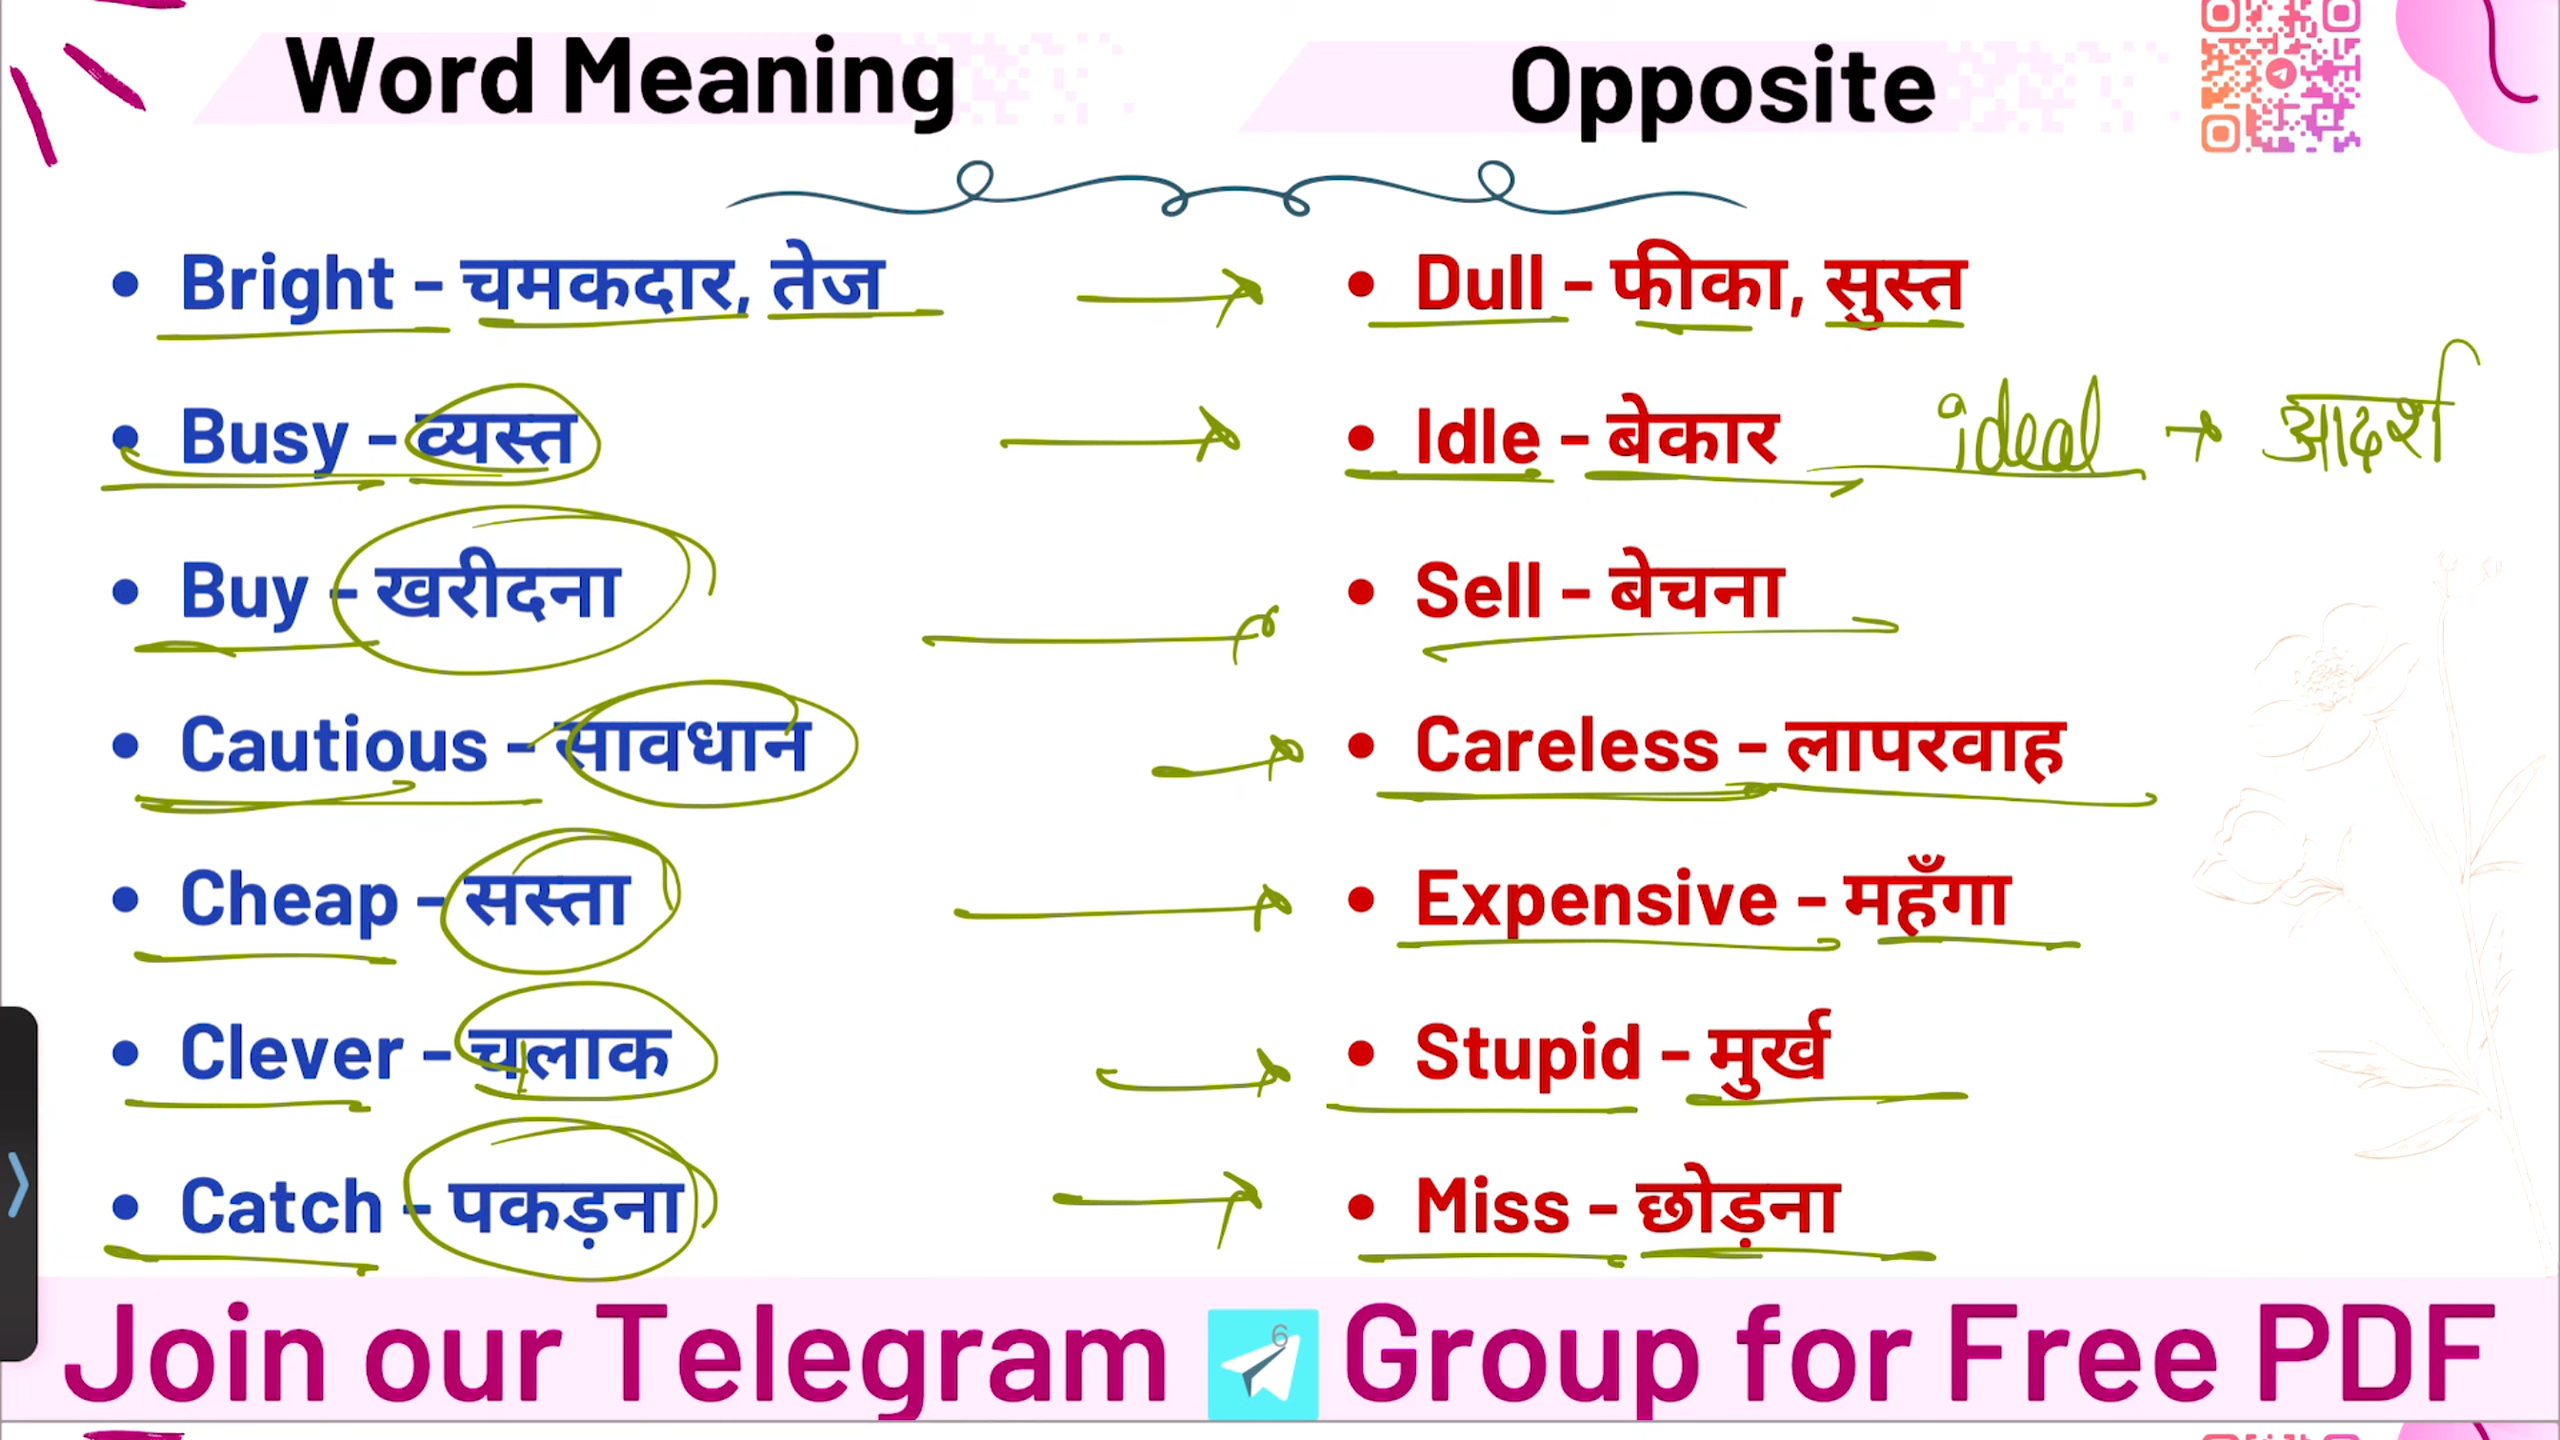 Word Meaning Opposite
• Bright - चमकदार, तेज • Dull - फीका, सुस्त
• Busy - व्यस्त • Idle - बेकार ideal → आदर्श
• Buy - खरीदना • Sell - बेचना
• Cautious - सावधान • Careless - लापरवाह
• Cheap - सस्ता • Expensive - महँगा
• Clever - चलाक • Stupid - मुर्ख
• Catch - पकड़ना • Miss - छोड़ना
Join our Telegram 6 Group for Free PDF